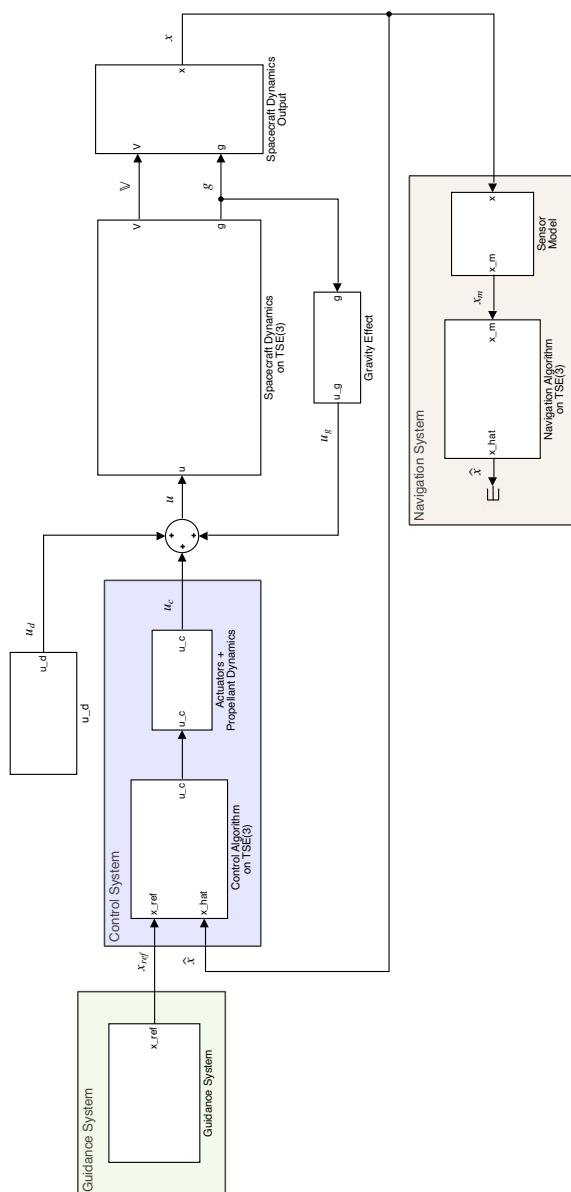 Guidance System
x_ref
Guidance System
x_ref
x̂
Control System
x_ref
x_hat
u_c
Control Algorithm
on TSE(3)
u_c
u_c
Actuators +
Propellant Dynamics
u_d
u_d
u_d
u_c
+
+
+
u
u
V
g
Spacecraft Dynamics
on TSE(3)
u_g
u_g
g
Gravity Effect
𝕍
g
V
g
x
Spacecraft Dynamics
Output
x
Navigation System
x_hat
x_m
Navigation Algorithm
on TSE(3)
x̂
x_m
x_m
x
Sensor
Model